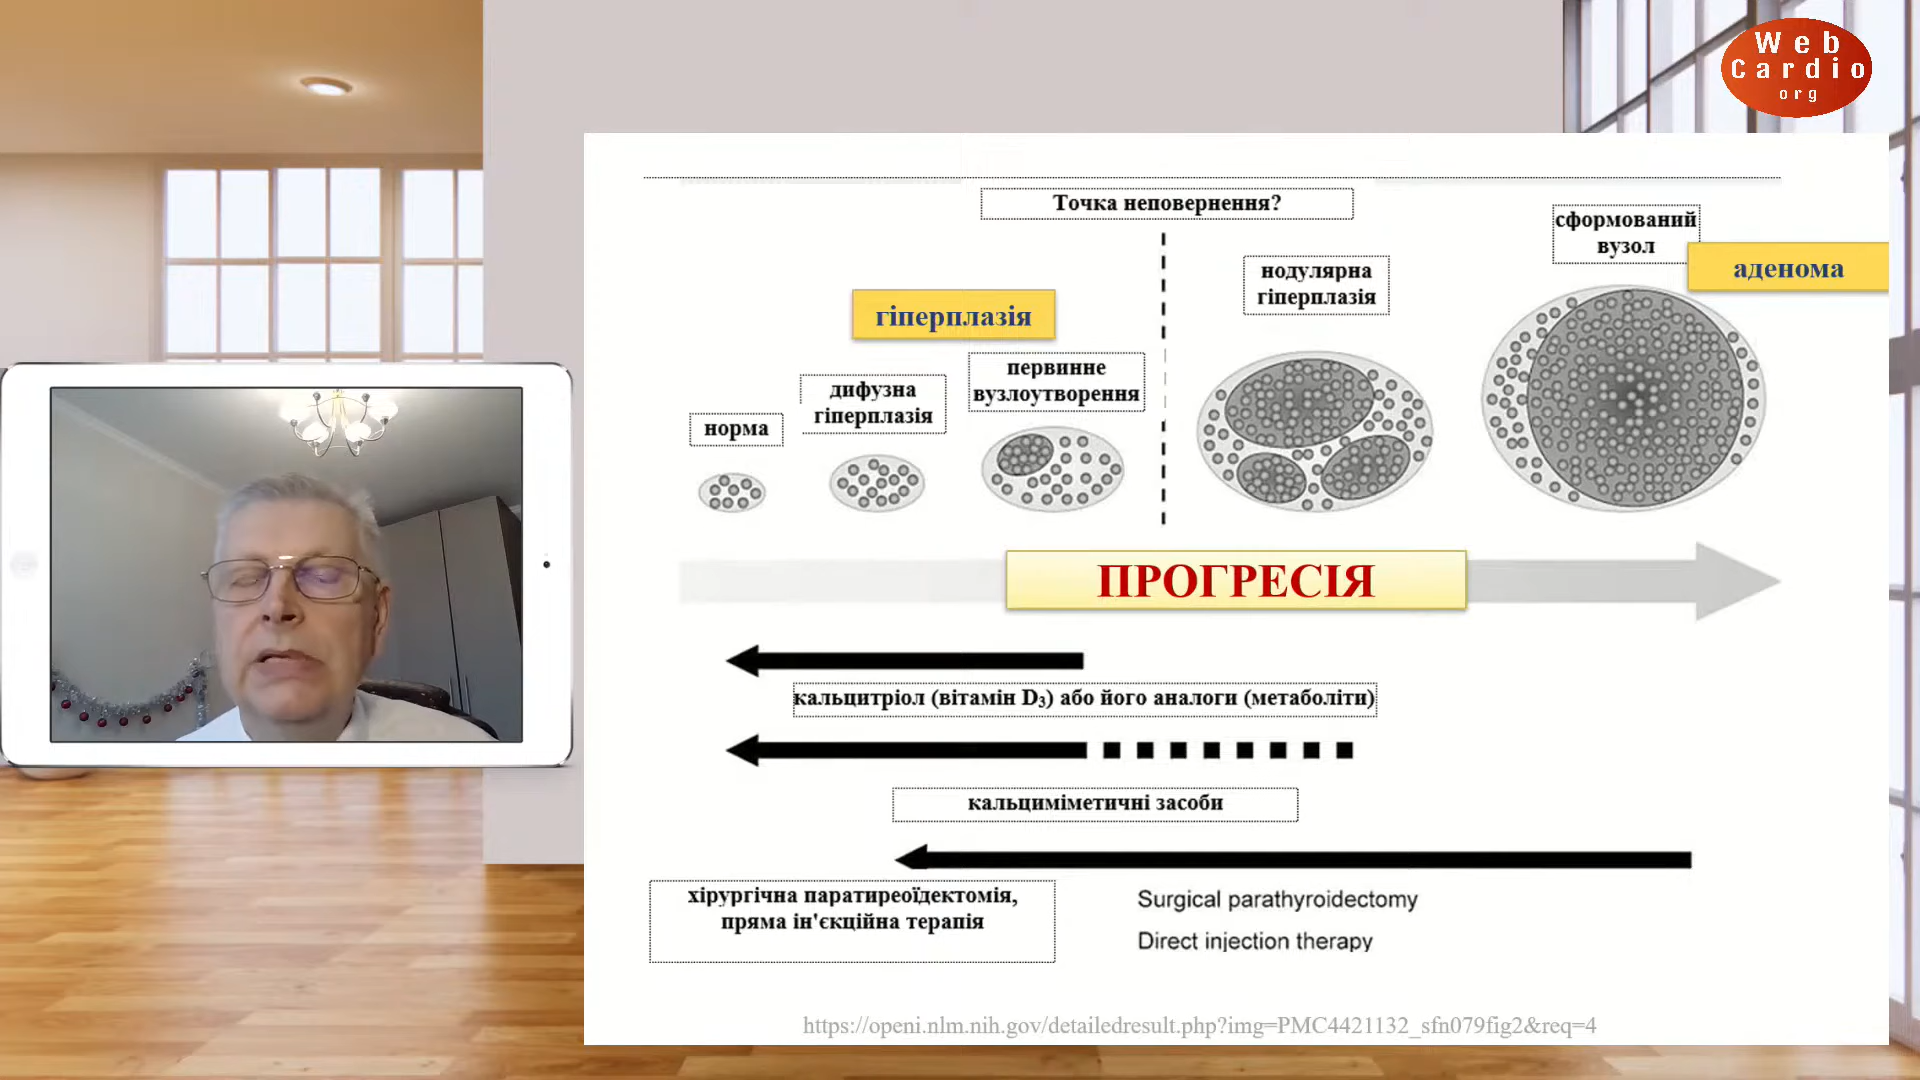 Web
Cardio
org
Точка неповернення?
сформований
вузол
аденома
нодулярна
гіперплазія
гіперплазія
первинне
вузлоутворення
дифузна
гіперплазія
норма
ПРОГРЕСІЯ
кальцитріол (вітамін D₃) або його аналоги (метаболіти)
кальциміметичні засоби
хірургічна паратиреоїдектомія,
пряма ін'єкційна терапія
Surgical parathyroidectomy
Direct injection therapy
https://openi.nlm.nih.gov/detailedresult.php?img=PMC4421132_sfn079fig2&req=4